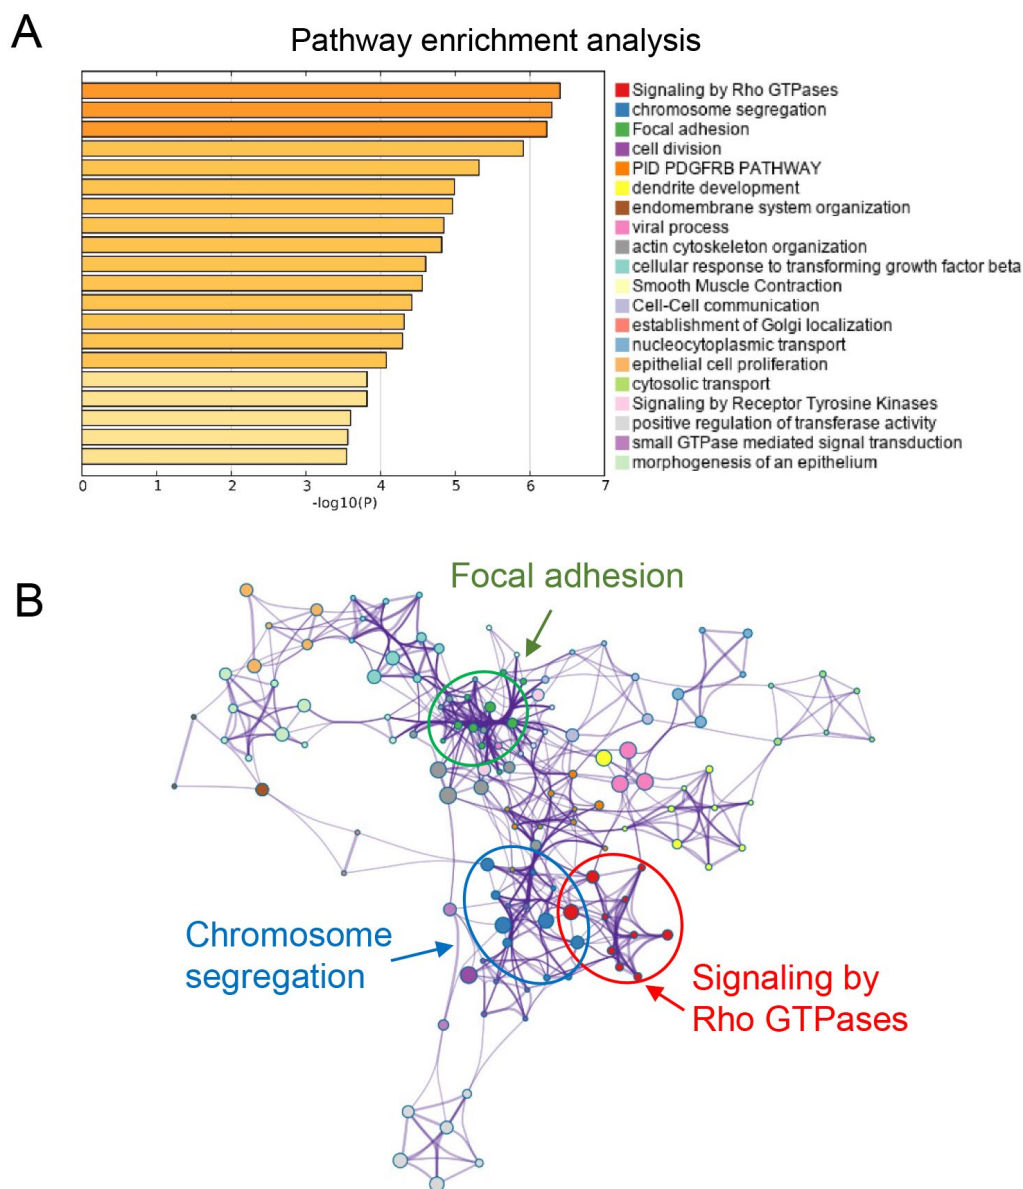 A
Pathway enrichment analysis
Signaling by Rho GTPases
chromosome segregation
Focal adhesion
cell division
PID PDGFRB PATHWAY
dendrite development
endomembrane system organization
viral process
actin cytoskeleton organization
cellular response to transforming growth factor beta
Smooth Muscle Contraction
Cell-Cell communication
establishment of Golgi localization
nucleocytoplasmic transport
epithelial cell proliferation
cytosolic transport
Signaling by Receptor Tyrosine Kinases
positive regulation of transferase activity
small GTPase mediated signal transduction
morphogenesis of an epithelium
0 1 2 3 4 5 6 7
-log10(P)
B
Focal adhesion
Chromosome
segregation
Signaling by
Rho GTPases